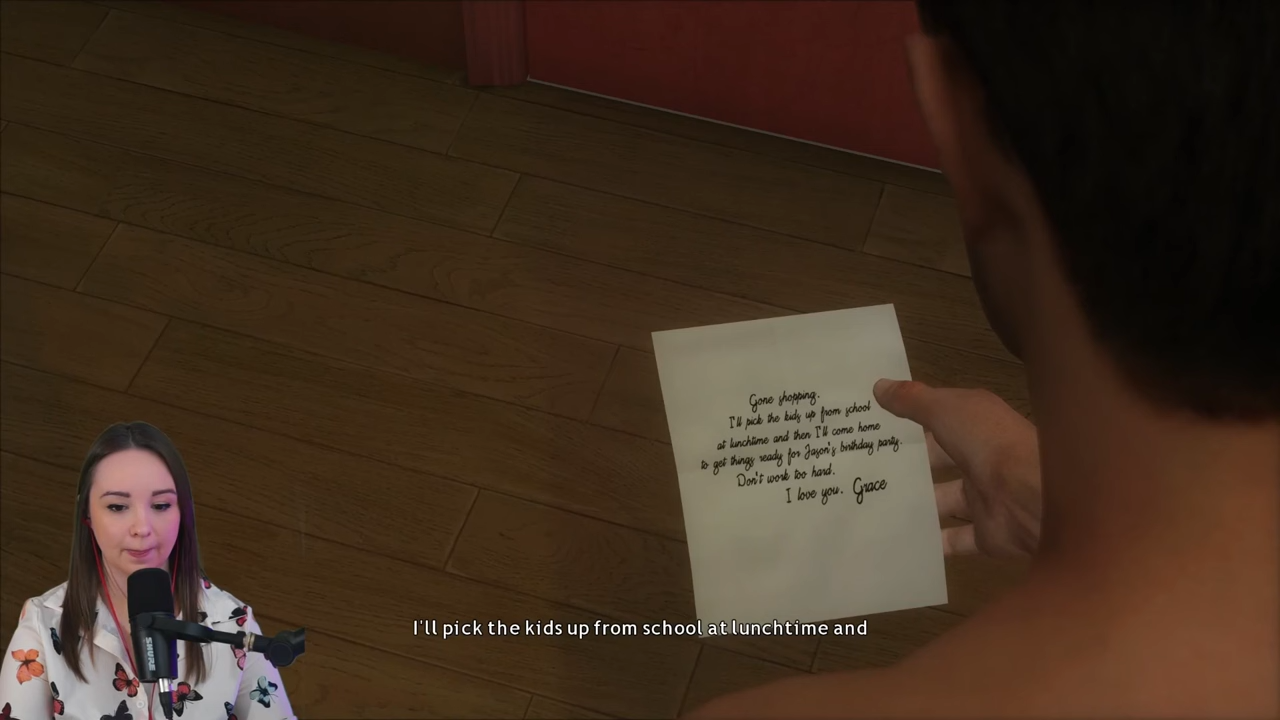 Gone shopping.
I'll pick the kids up from school
at lunchtime and then I'll come home
to get things ready for Jason's birthday party.
Don't work too hard.
I love you. Grace
SHURE
I'll pick the kids up from school at lunchtime and